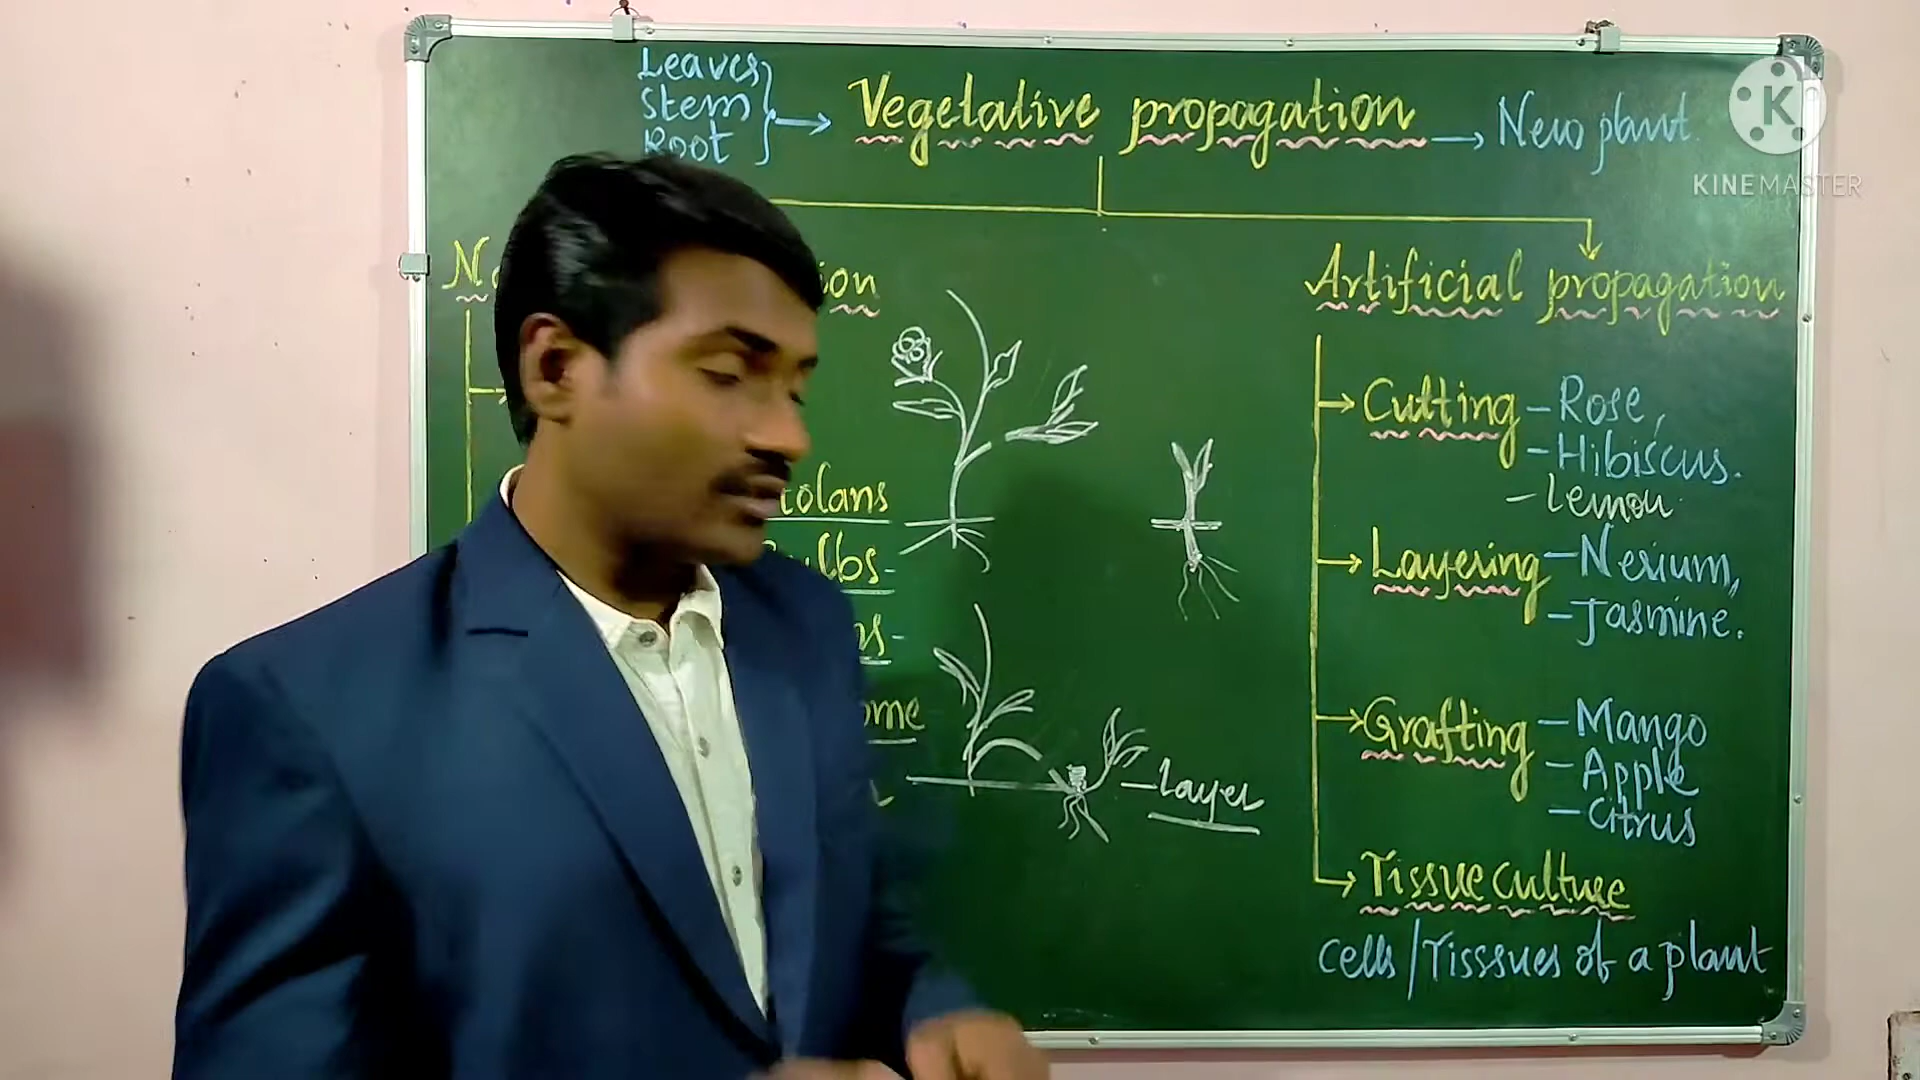 Leaves
Stem
Root
Vegetative propagation
New plant
KINEMASTER
Artificial propagation
Cutting - Rose,
- Hibiscus.
- Lemon
Layering - Nerium,
- Jasmine.
Layer
Grafting - Mango
- Apple
- Citrus
Tissue culture
Cells / Tisssues of a plant